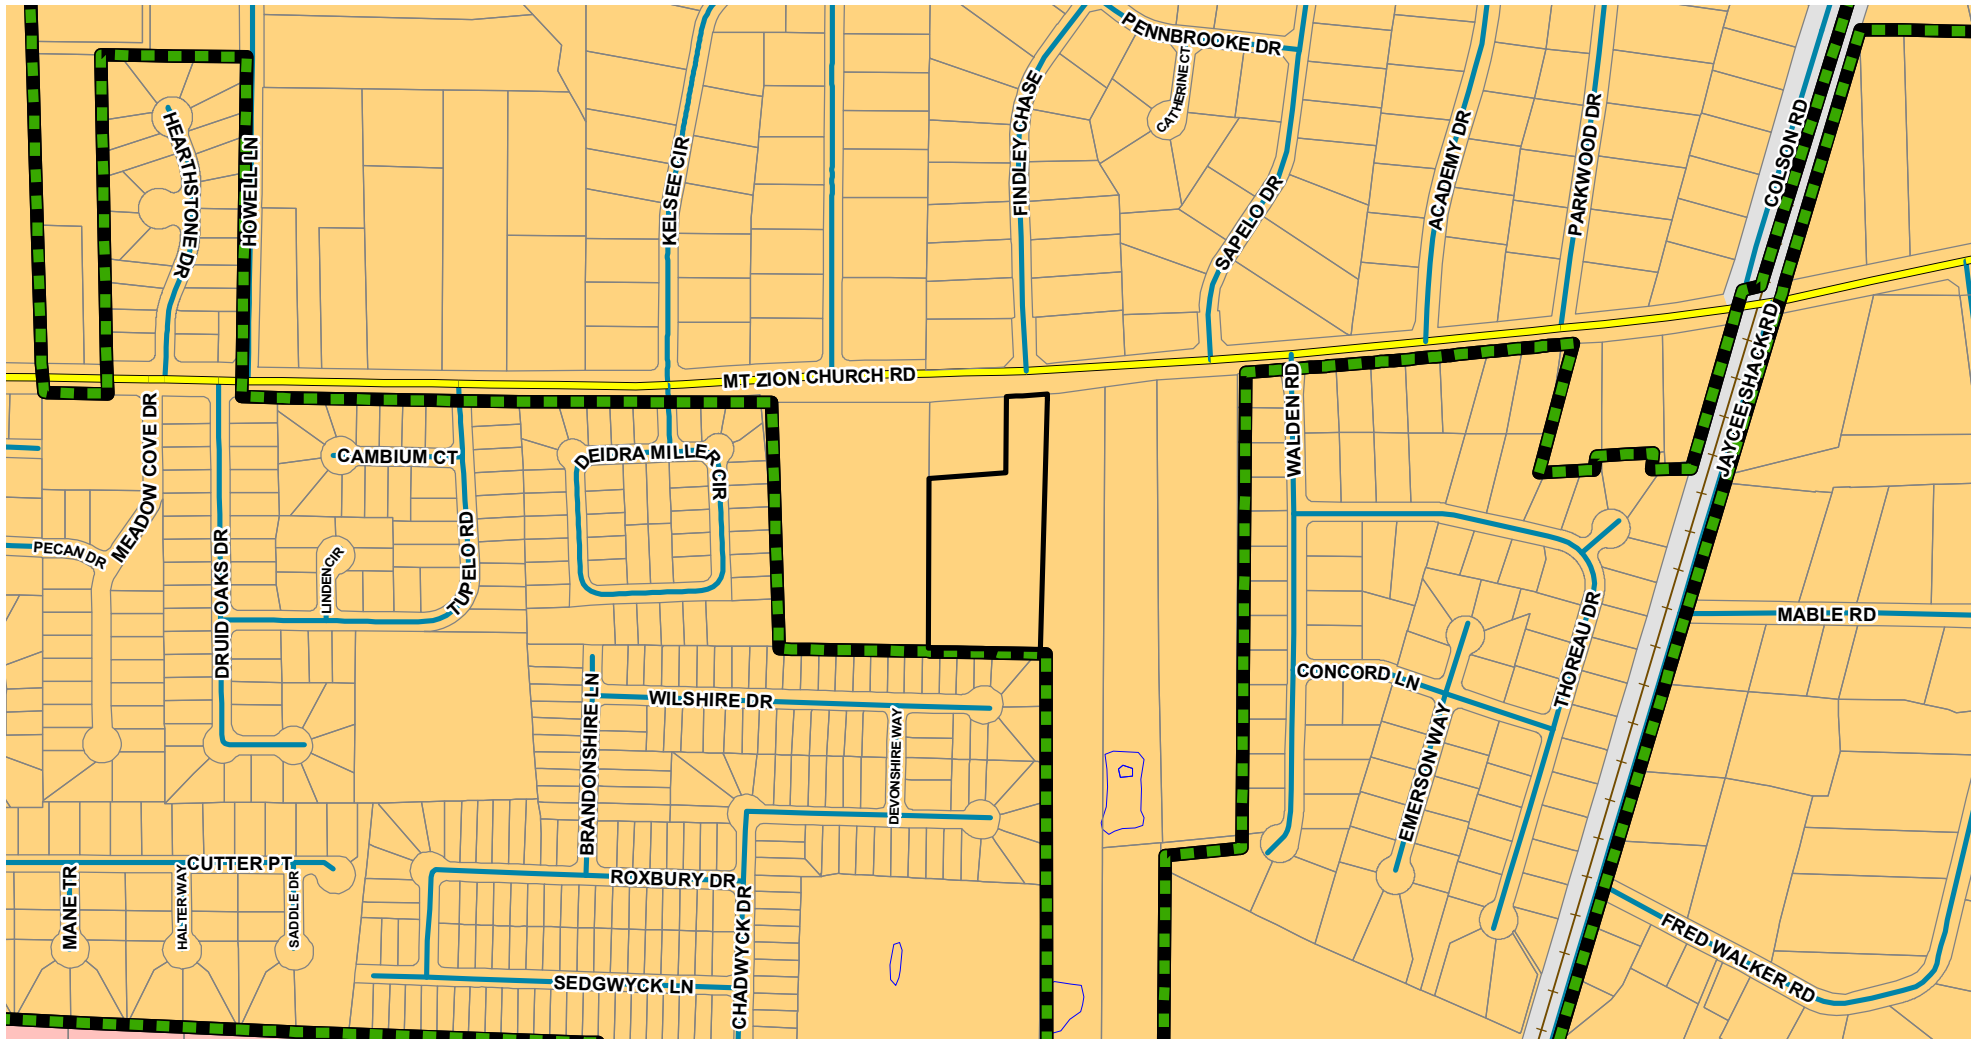 PENNBROOKE DR
CATHERINE CT
HEARTHSTONE DR
HOWELL LN
KELSEE CIR
FINDLEY CHASE
SAPELO DR
ACADEMY DR
PARKWOOD DR
COLSON RD
MT ZION CHURCH RD
JAYCEE SHACK RD
WALDEN RD
MEADOW COVE DR
CAMBIUM CT
DEIDRA MILLER CIR
PECAN DR
DRUID OAKS DR
LINDEN CIR
TUPELO RD
MABLE RD
THOREAU DR
CONCORD LN
WILSHIRE DR
BRANDONSHIRE LN
DEVONSHIRE WAY
EMERSON WAY
CUTTER PT
MANE TR
HALTER WAY
SADDLE DR
ROXBURY DR
CHADWYCK DR
SEDGWYCK LN
FRED WALKER RD